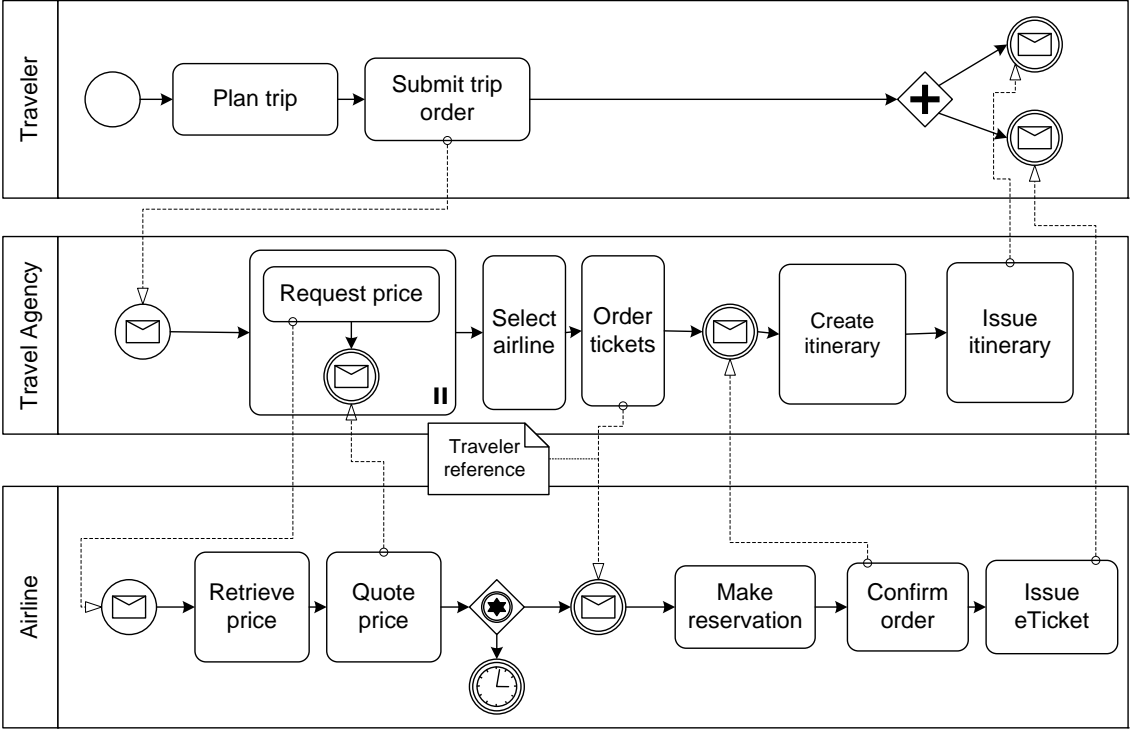 Traveler
Plan trip
Submit trip
order
Travel Agency
Request price
Select
airline
Order
tickets
Create
itinerary
Issue
itinerary
Traveler
reference
Airline
Retrieve
price
Quote
price
Make
reservation
Confirm
order
Issue
eTicket